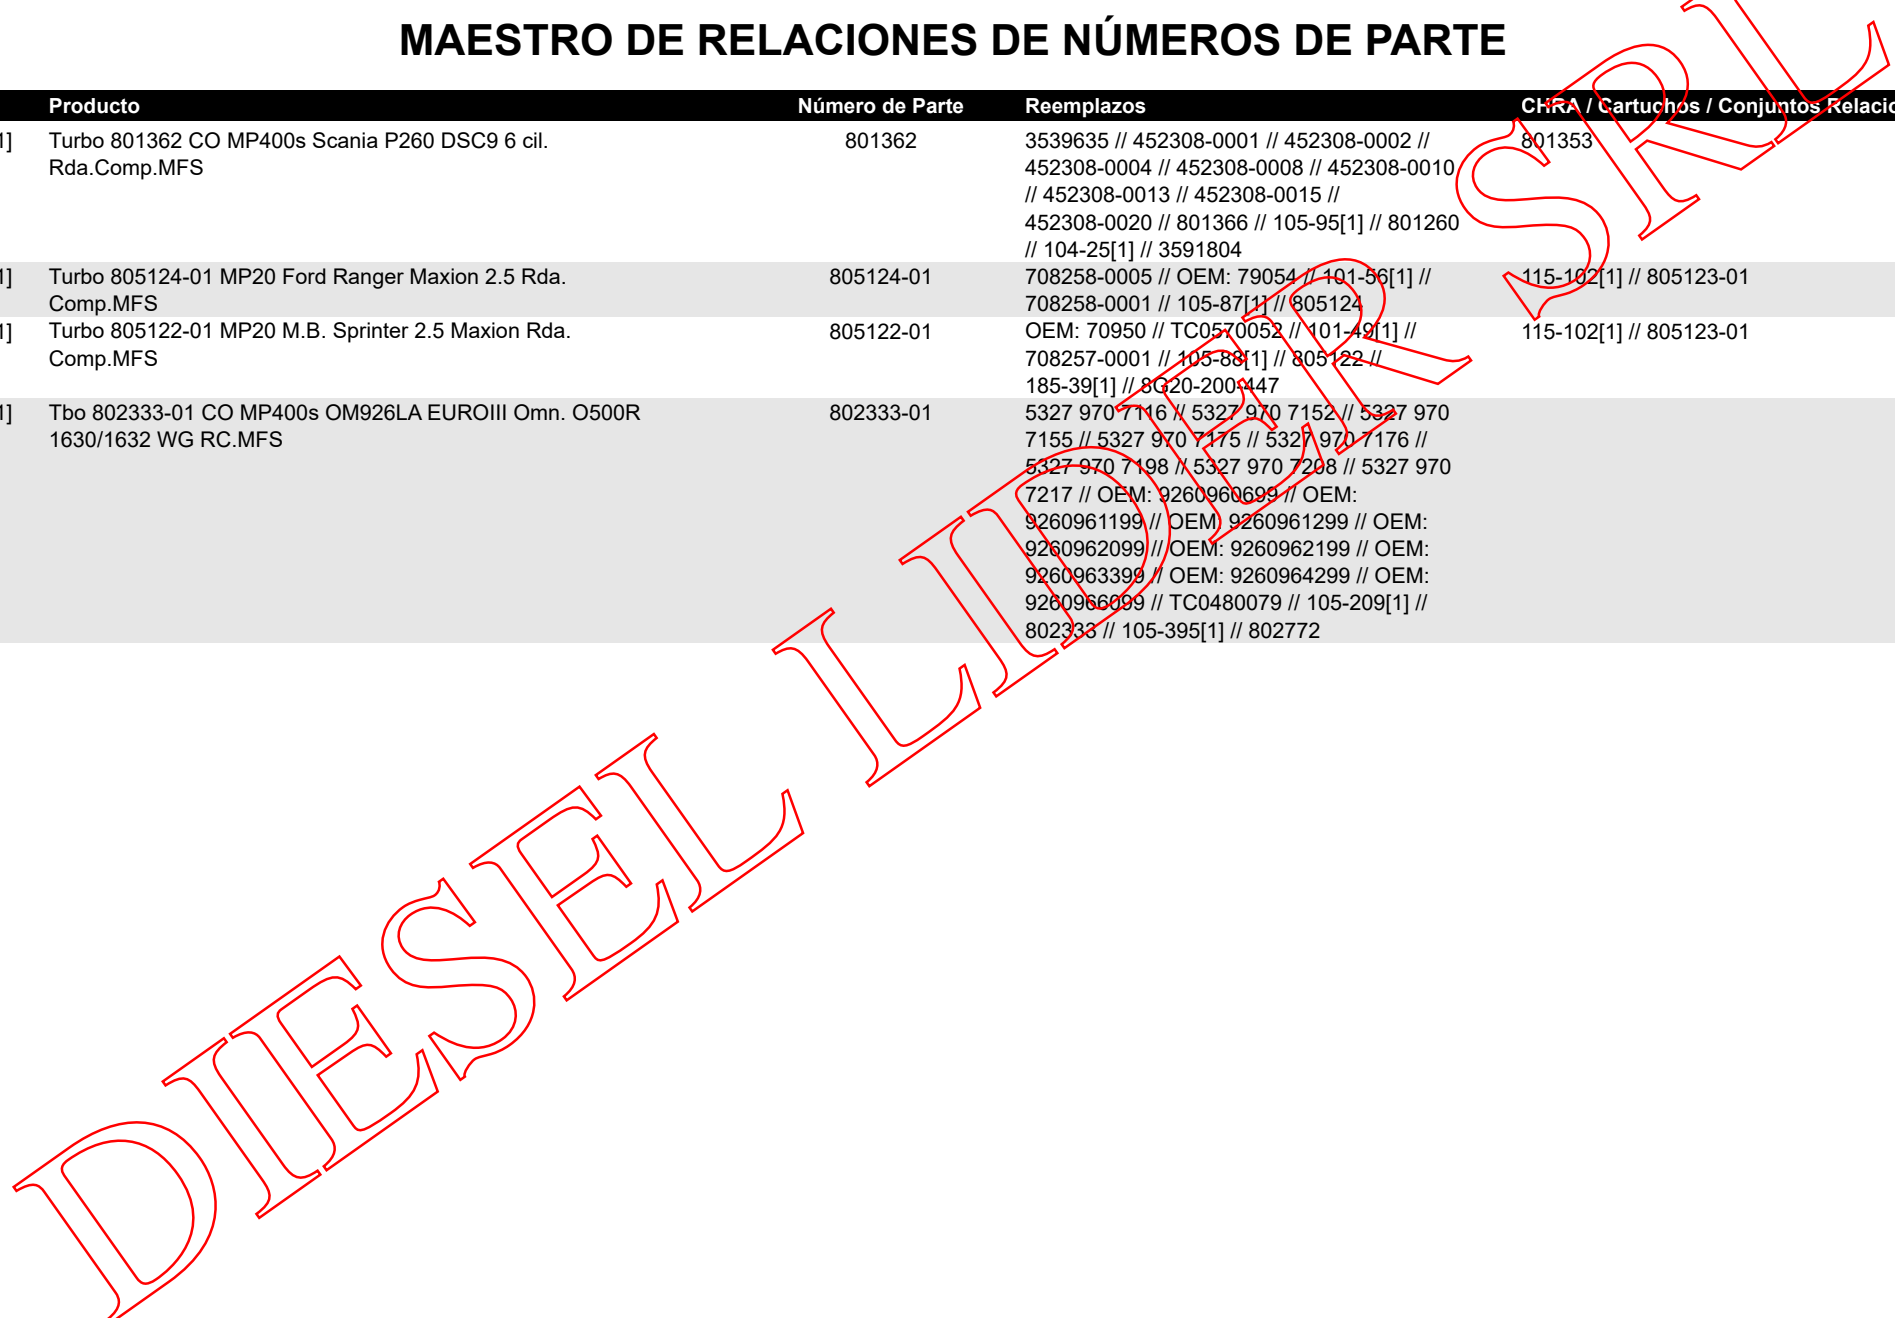 MAESTRO DE RELACIONES DE NÚMEROS DE PARTE
Producto Número de Parte Reemplazos CHRA / Cartuchos / Conjuntos Relacio
1] Turbo 801362 CO MP400s Scania P260 DSC9 6 cil. 801362 3539635 // 452308-0001 // 452308-0002 // 801353
Rda.Comp.MFS 452308-0004 // 452308-0008 // 452308-0010
// 452308-0013 // 452308-0015 //
452308-0020 // 801366 // 105-95[1] // 801260
// 104-25[1] // 3591804
1] Turbo 805124-01 MP20 Ford Ranger Maxion 2.5 Rda. 805124-01 708258-0005 // OEM: 79054 // 101-56[1] // 115-102[1] // 805123-01
Comp.MFS 708258-0001 // 105-87[1] // 805124
1] Turbo 805122-01 MP20 M.B. Sprinter 2.5 Maxion Rda. 805122-01 OEM: 70950 // TC0570052 // 101-49[1] // 115-102[1] // 805123-01
Comp.MFS 708257-0001 // 105-88[1] // 805122 //
185-39[1] // 8G20-200-447
1] Tbo 802333-01 CO MP400s OM926LA EUROIII Omn. O500R 802333-01 5327 970 7116 // 5327 970 7152 // 5327 970
1630/1632 WG RC.MFS 7155 // 5327 970 7175 // 5327 970 7176 //
5327 970 7198 // 5327 970 7208 // 5327 970
7217 // OEM: 9260960699 // OEM:
9260961199 // OEM: 9260961299 // OEM:
9260962099 // OEM: 9260962199 // OEM:
9260963399 // OEM: 9260964299 // OEM:
9260966099 // TC0480079 // 105-209[1] //
802333 // 105-395[1] // 802772
DIESEL LIDER SRL